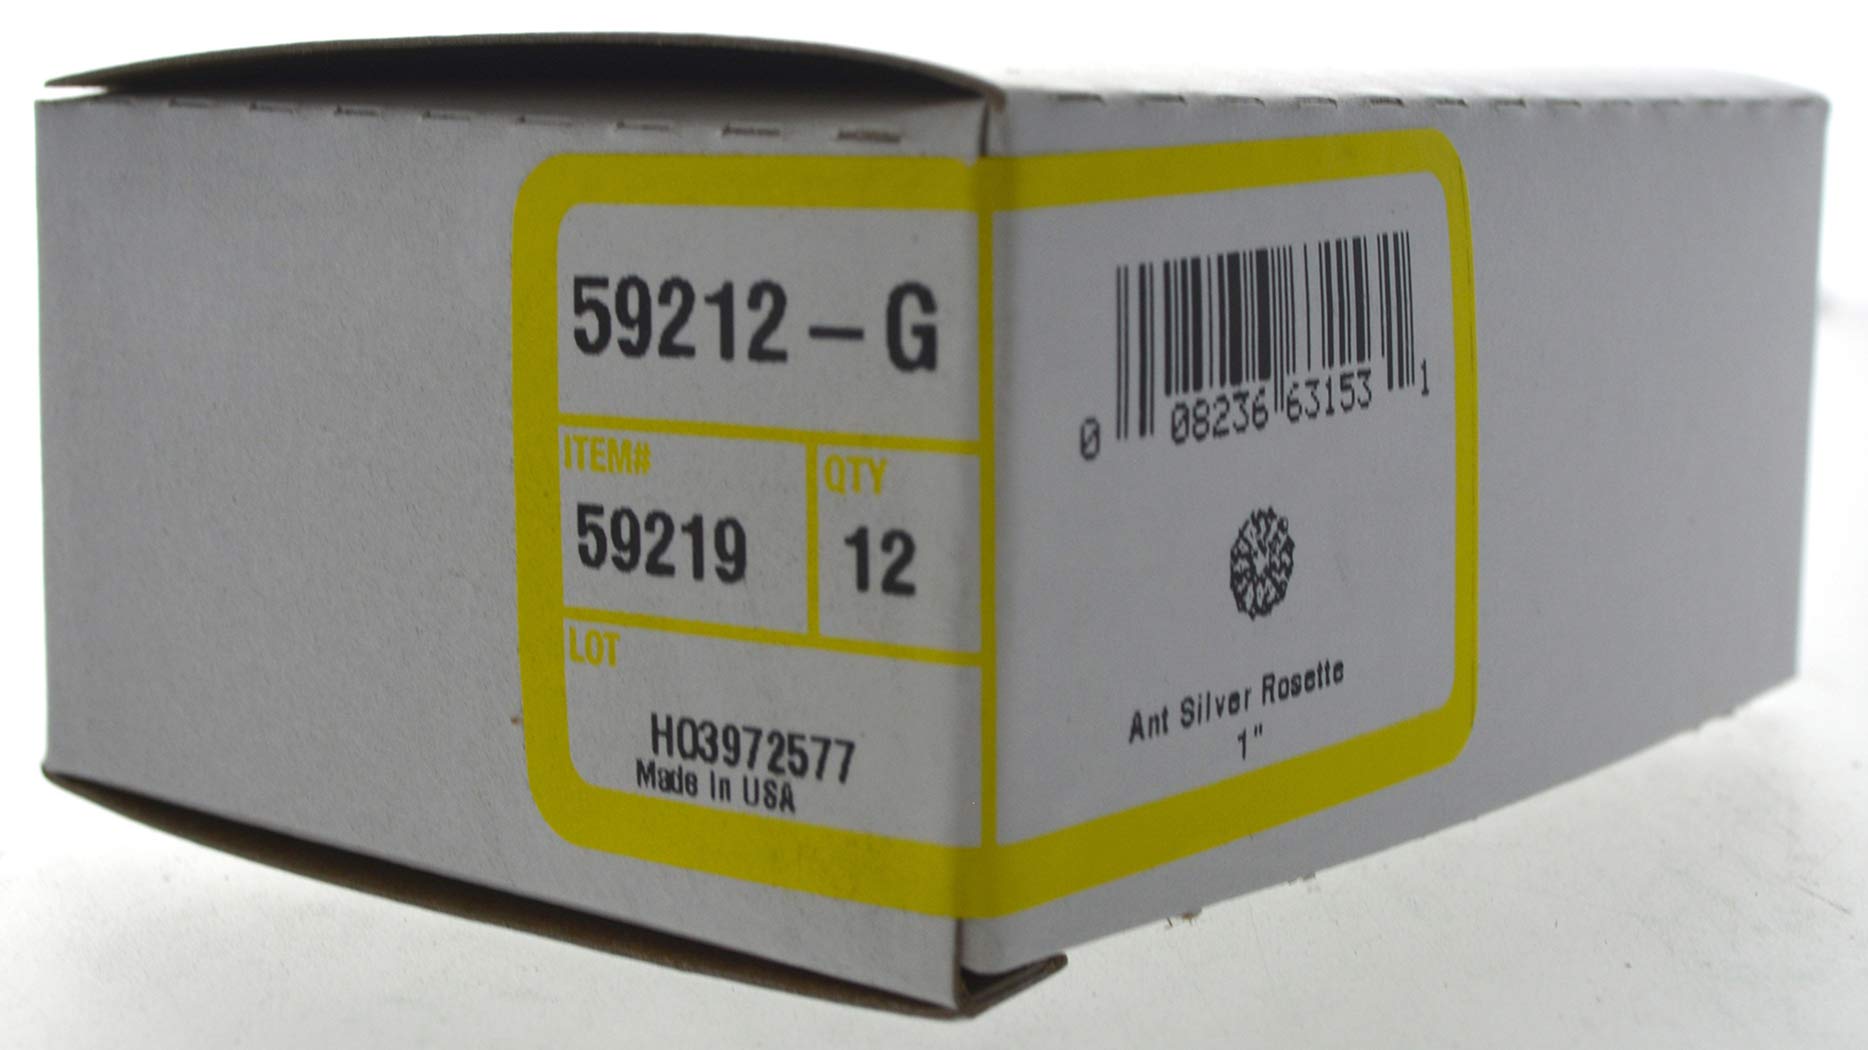 59212-G
ITEM#
59219
QTY
12
LOT
H03972577
Made In USA
0 08236 63153 1
Ant Silver Rosette
1"